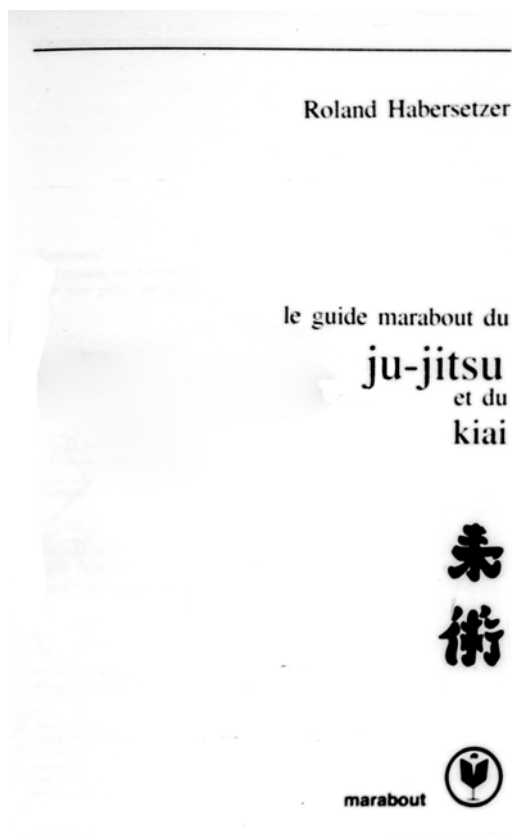 Roland Habersetzer
le guide marabout du
ju-jitsu
et du
kiai
柔
術
marabout